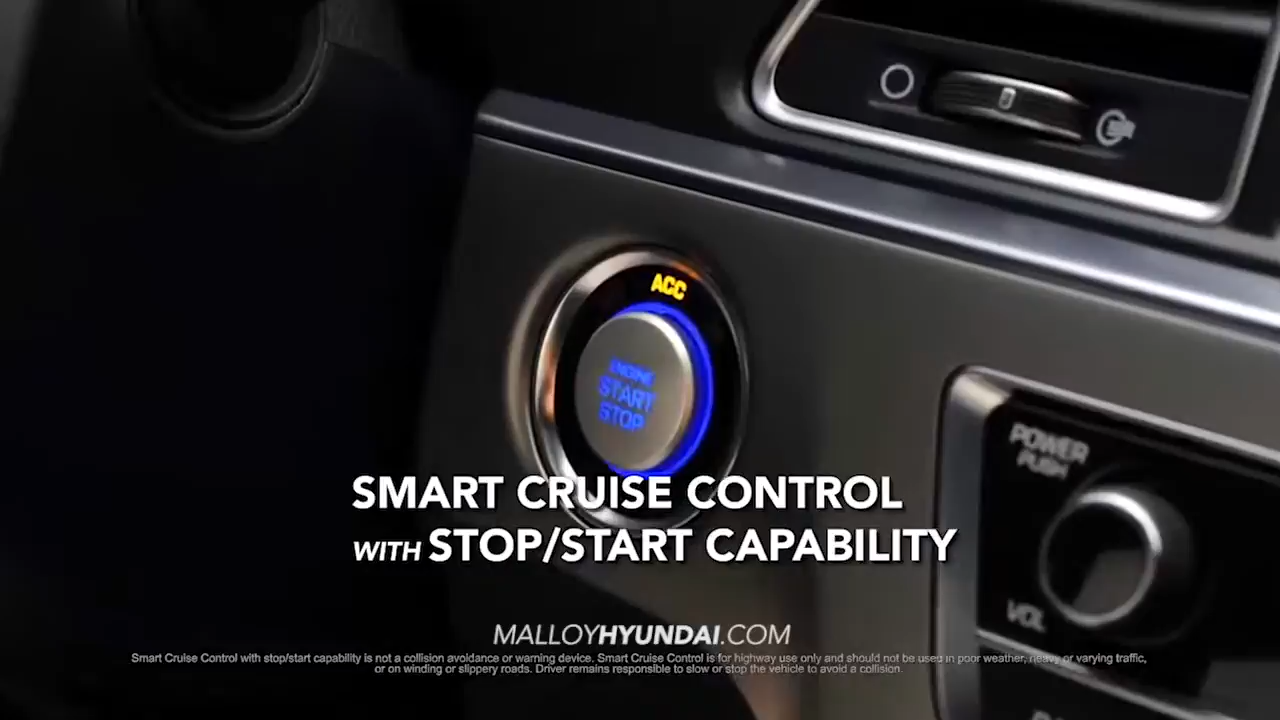 ACC
ENGINE
START
STOP
POWER
PUSH
VOL
SMART CRUISE CONTROL
WITH STOP/START CAPABILITY
MALLOYHYUNDAI.COM
Smart Cruise Control with stop/start capability is not a collision avoidance or warning device. Smart Cruise Control is for highway use only and should not be used in poor weather, heavy or varying traffic,
or on winding or slippery roads. Driver remains responsible to slow or stop the vehicle to avoid a collision.